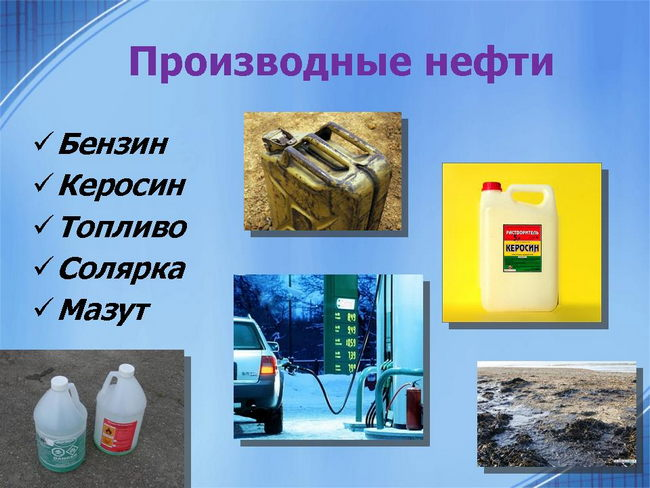 Производные нефти
Бензин
Керосин
Топливо
Солярка
Мазут
РАСТВОРИТЕЛЬ
КЕРОСИН